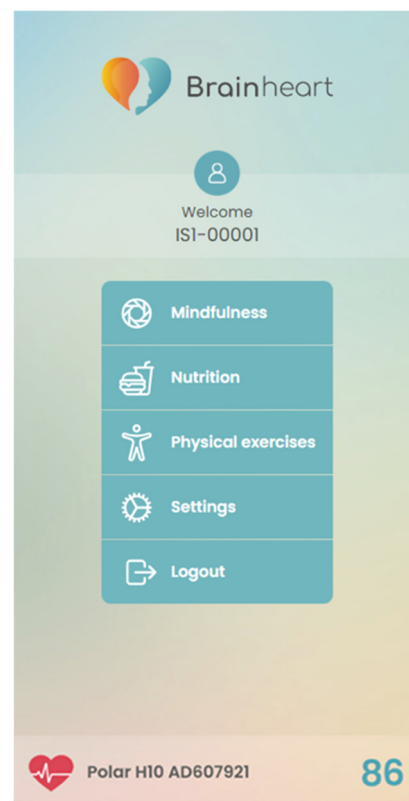 Brainheart
Welcome
IS1-00001
Mindfulness
Nutrition
Physical exercises
Settings
Logout
Polar H10 AD607921
86